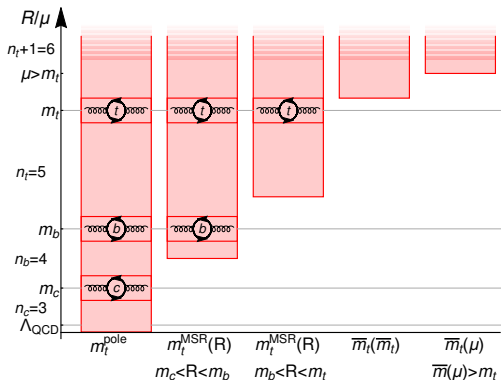 R/μ
n_t+1=6
μ>m_t
m_t
n_t=5
m_b
n_b=4
m_c
n_c=3
Λ_QCD
t t t
b b
c
m_t^pole m_t^MSR(R) m_t^MSR(R) m̅_t(m̅_t) m̅_t(μ)
m_c<R<m_b m_b<R<m_t m̅(μ)>m_t